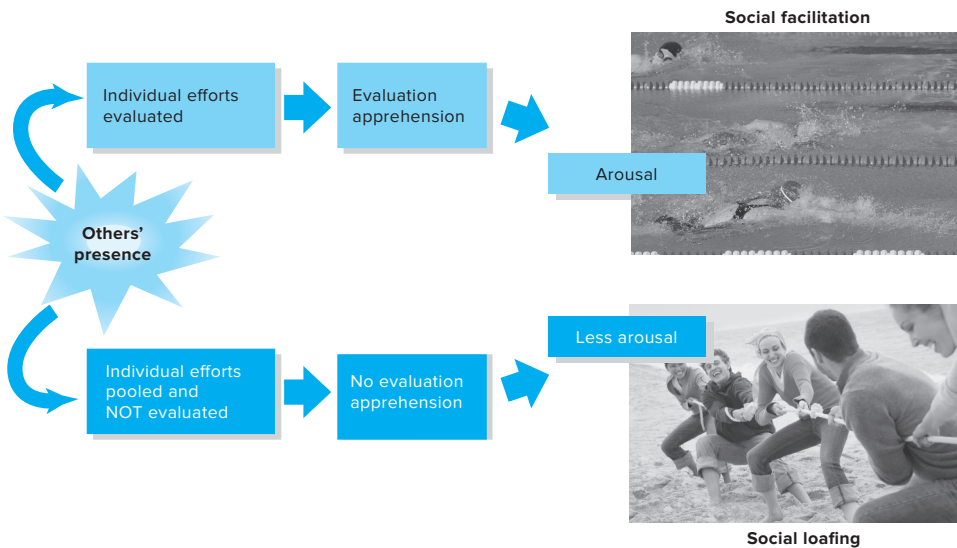 Social facilitation
Individual efforts
evaluated
Evaluation
apprehension
Arousal
Others’
presence
Less arousal
Individual efforts
pooled and
NOT evaluated
No evaluation
apprehension
Social loafing